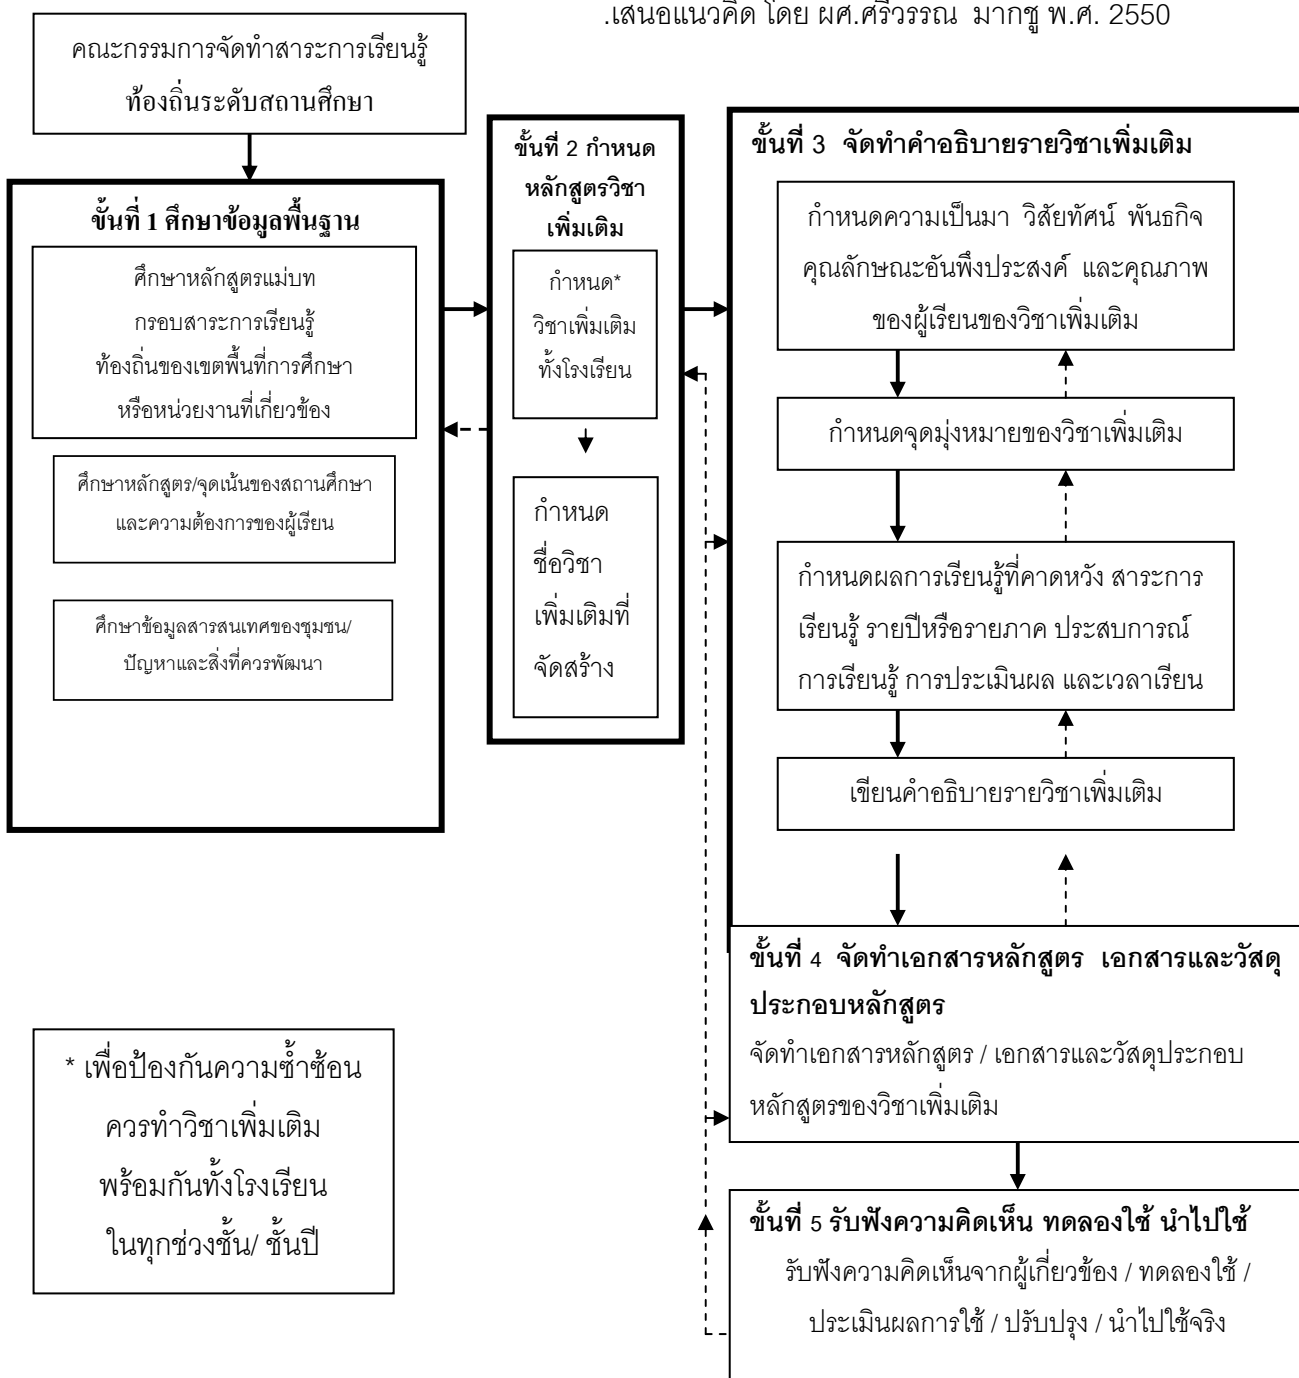 .เสนอแนวคิด โดย ผศ.ศรีวรรณ มากชู พ.ศ. 2550
คณะกรรมการจัดทำสาระการเรียนรู้
ท้องถิ่นระดับสถานศึกษา
ขั้นที่ 1 ศึกษาข้อมูลพื้นฐาน
ศึกษาหลักสูตรแม่บท
กรอบสาระการเรียนรู้
ท้องถิ่นของเขตพื้นที่การศึกษา
หรือหน่วยงานที่เกี่ยวข้อง
ศึกษาหลักสูตร/จุดเน้นของสถานศึกษา
และความต้องการของผู้เรียน
ศึกษาข้อมูลสารสนเทศของชุมชน/
ปัญหาและสิ่งที่ควรพัฒนา
ขั้นที่ 2 กำหนด
หลักสูตรวิชา
เพิ่มเติม
กำหนด*
วิชาเพิ่มเติม
ทั้งโรงเรียน
กำหนด
ชื่อวิชา
เพิ่มเติมที่
จัดสร้าง
ขั้นที่ 3 จัดทำคำอธิบายรายวิชาเพิ่มเติม
กำหนดความเป็นมา วิสัยทัศน์ พันธกิจ
คุณลักษณะอันพึงประสงค์ และคุณภาพ
ของผู้เรียนของวิชาเพิ่มเติม
กำหนดจุดมุ่งหมายของวิชาเพิ่มเติม
กำหนดผลการเรียนรู้ที่คาดหวัง สาระการ
เรียนรู้ รายปีหรือรายภาค ประสบการณ์
การเรียนรู้ การประเมินผล และเวลาเรียน
เขียนคำอธิบายรายวิชาเพิ่มเติม
ขั้นที่ 4 จัดทำเอกสารหลักสูตร เอกสารและวัสดุ
ประกอบหลักสูตร
จัดทำเอกสารหลักสูตร / เอกสารและวัสดุประกอบ
หลักสูตรของวิชาเพิ่มเติม
ขั้นที่ 5 รับฟังความคิดเห็น ทดลองใช้ นำไปใช้
รับฟังความคิดเห็นจากผู้เกี่ยวข้อง / ทดลองใช้ /
ประเมินผลการใช้ / ปรับปรุง / นำไปใช้จริง
* เพื่อป้องกันความซ้ำซ้อน
ควรทำวิชาเพิ่มเติม
พร้อมกันทั้งโรงเรียน
ในทุกช่วงชั้น/ ชั้นปี